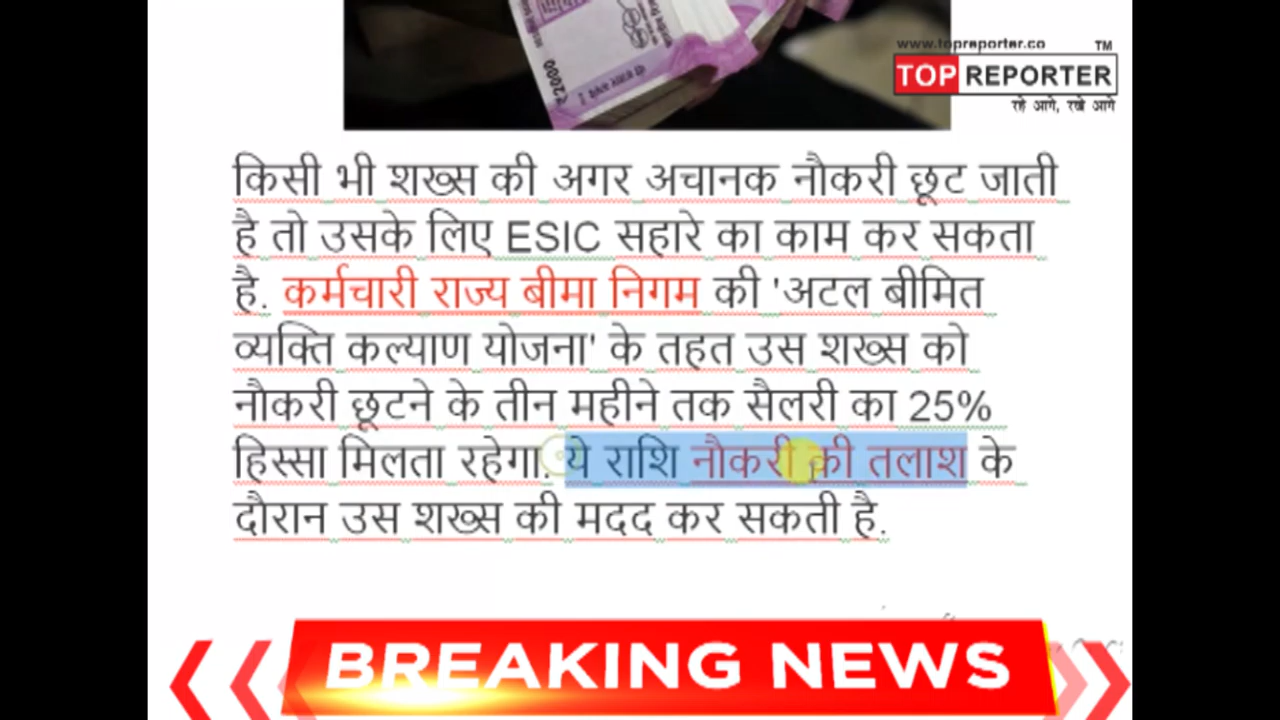 ₹2000
www.topreporter.co
TM
TOP REPORTER
रहे आगे, रखे आगे
किसी भी शख्स की अगर अचानक नौकरी छूट जाती
है तो उसके लिए ESIC सहारे का काम कर सकता
है. कर्मचारी राज्य बीमा निगम की 'अटल बीमित
व्यक्ति कल्याण योजना' के तहत उस शख्स को
नौकरी छूटने के तीन महीने तक सैलरी का 25%
हिस्सा मिलता रहेगा. ये राशि नौकरी की तलाश के
दौरान उस शख्स की मदद कर सकती है.
BREAKING NEWS